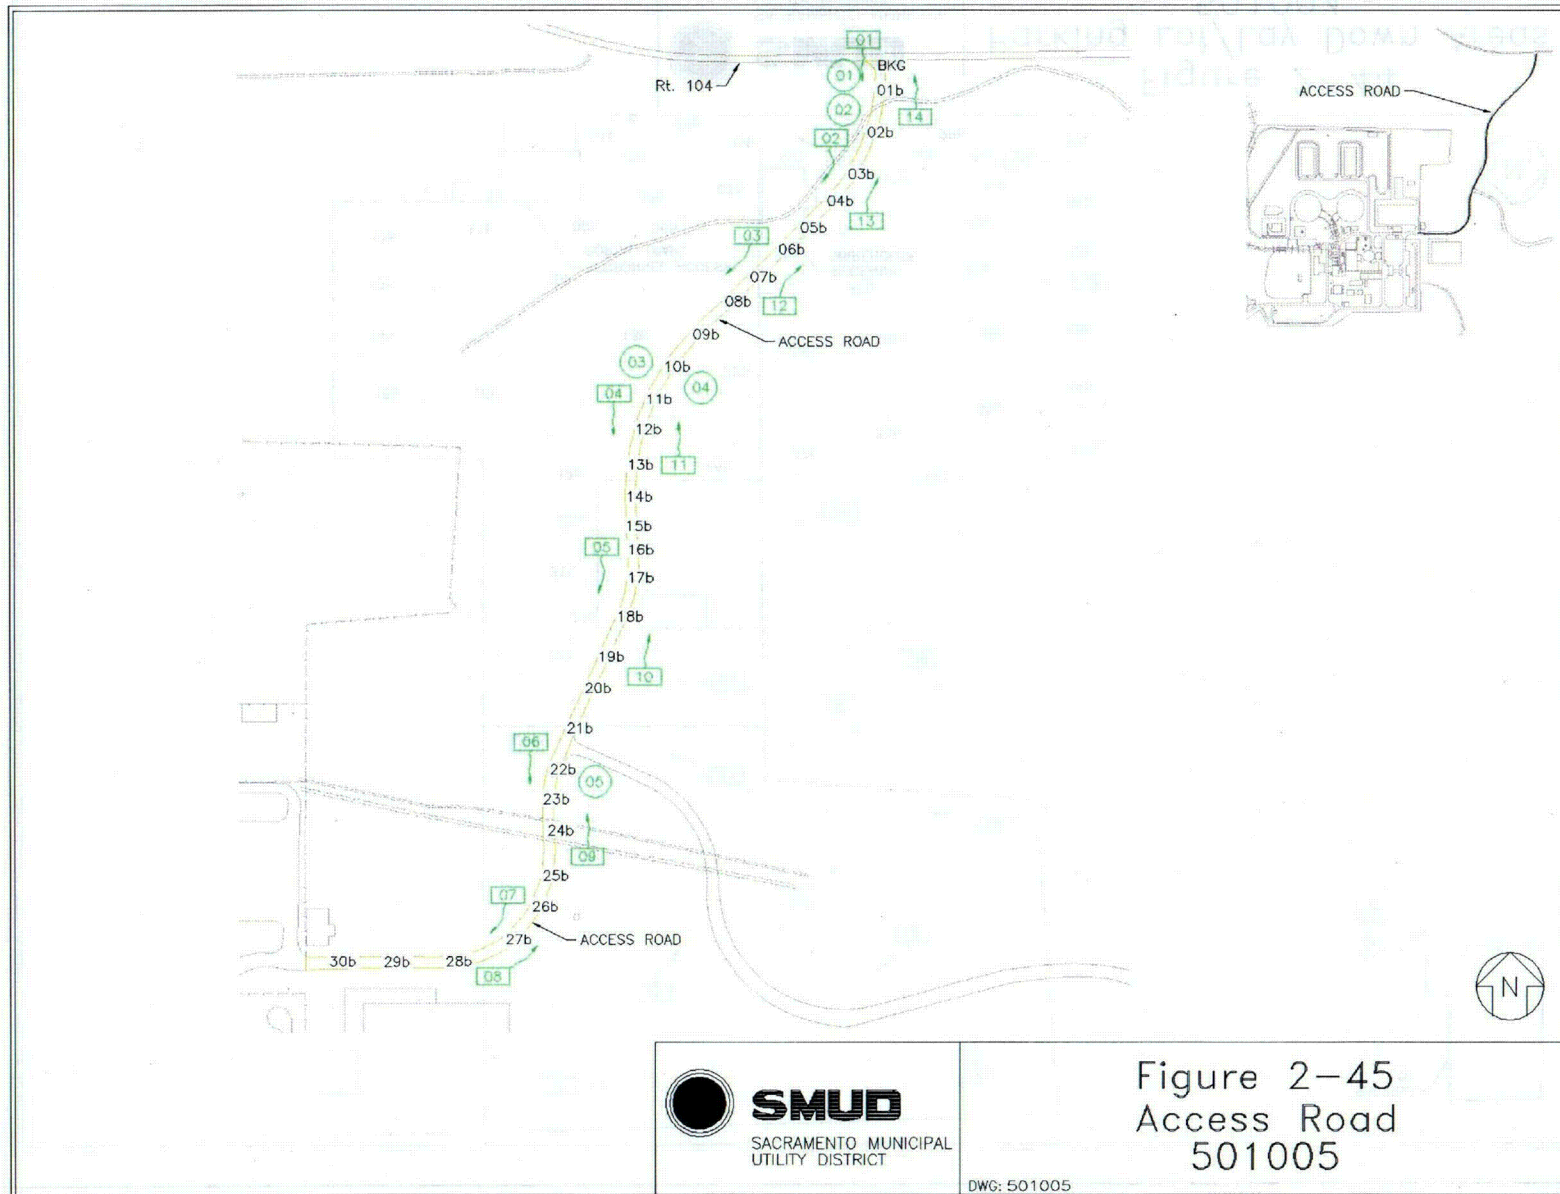 01
BKG
Rt. 104
01
01b
02
14
02
02b
03b
04b
13
05b
03
06b
07b
12
08b
09b
ACCESS ROAD
03
10b
04
04
11b
12b
13b
11
14b
15b
05
16b
17b
18b
19b
10
20b
21b
06
22b
05
23b
24b
09
25b
07
26b
27b
ACCESS ROAD
30b
29b
28b
08
ACCESS ROAD
N
SMUD
SACRAMENTO MUNICIPAL
UTILITY DISTRICT
Figure 2-45
Access Road
501005
DWG: 501005